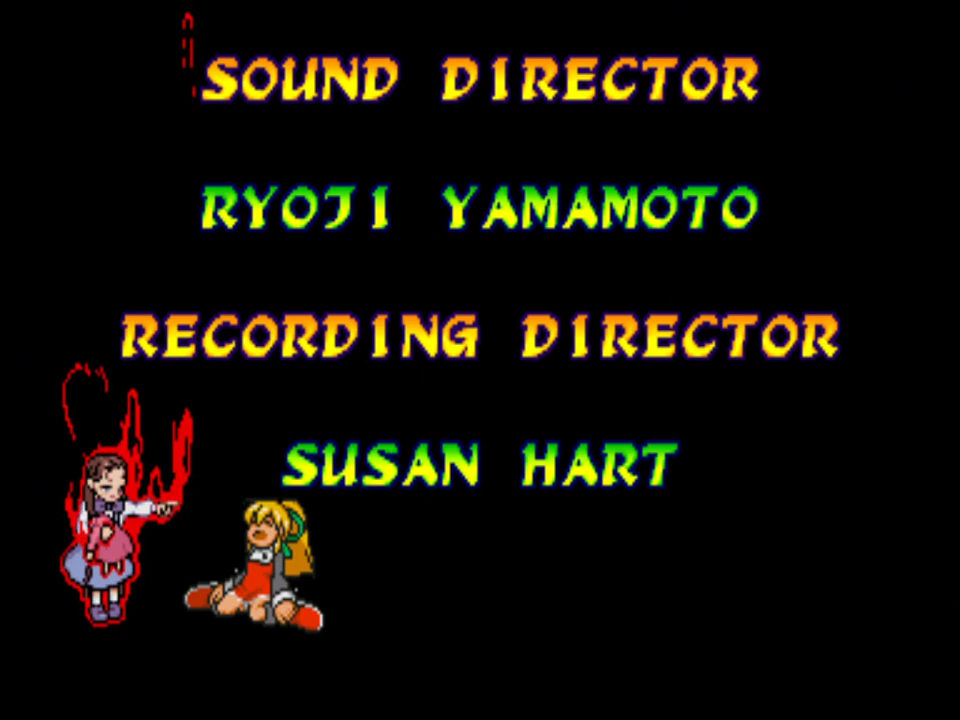 SOUND DIRECTOR
RYOJI YAMAMOTO
RECORDING DIRECTOR
SUSAN HART